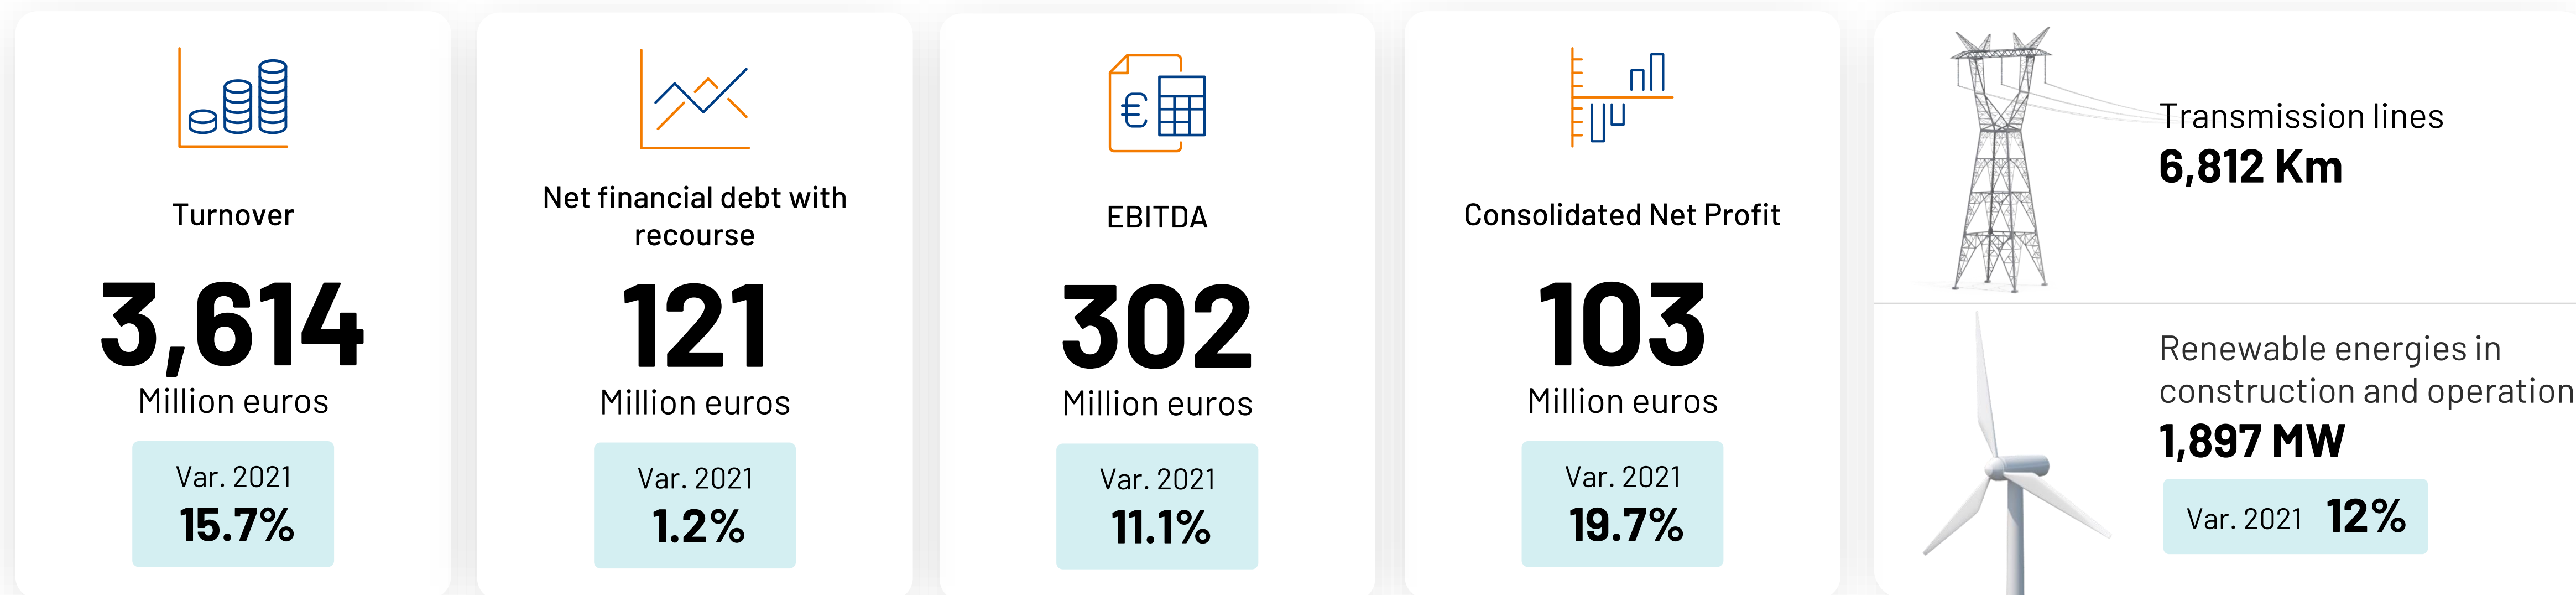 Turnover
3,614
Million euros
Var. 2021
15.7%
Net financial debt with
recourse
121
Million euros
Var. 2021
1.2%
€
EBITDA
302
Million euros
Var. 2021
11.1%
Consolidated Net Profit
103
Million euros
Var. 2021
19.7%
Transmission lines
6,812 Km
Renewable energies in
construction and operation
1,897 MW
Var. 2021 12%